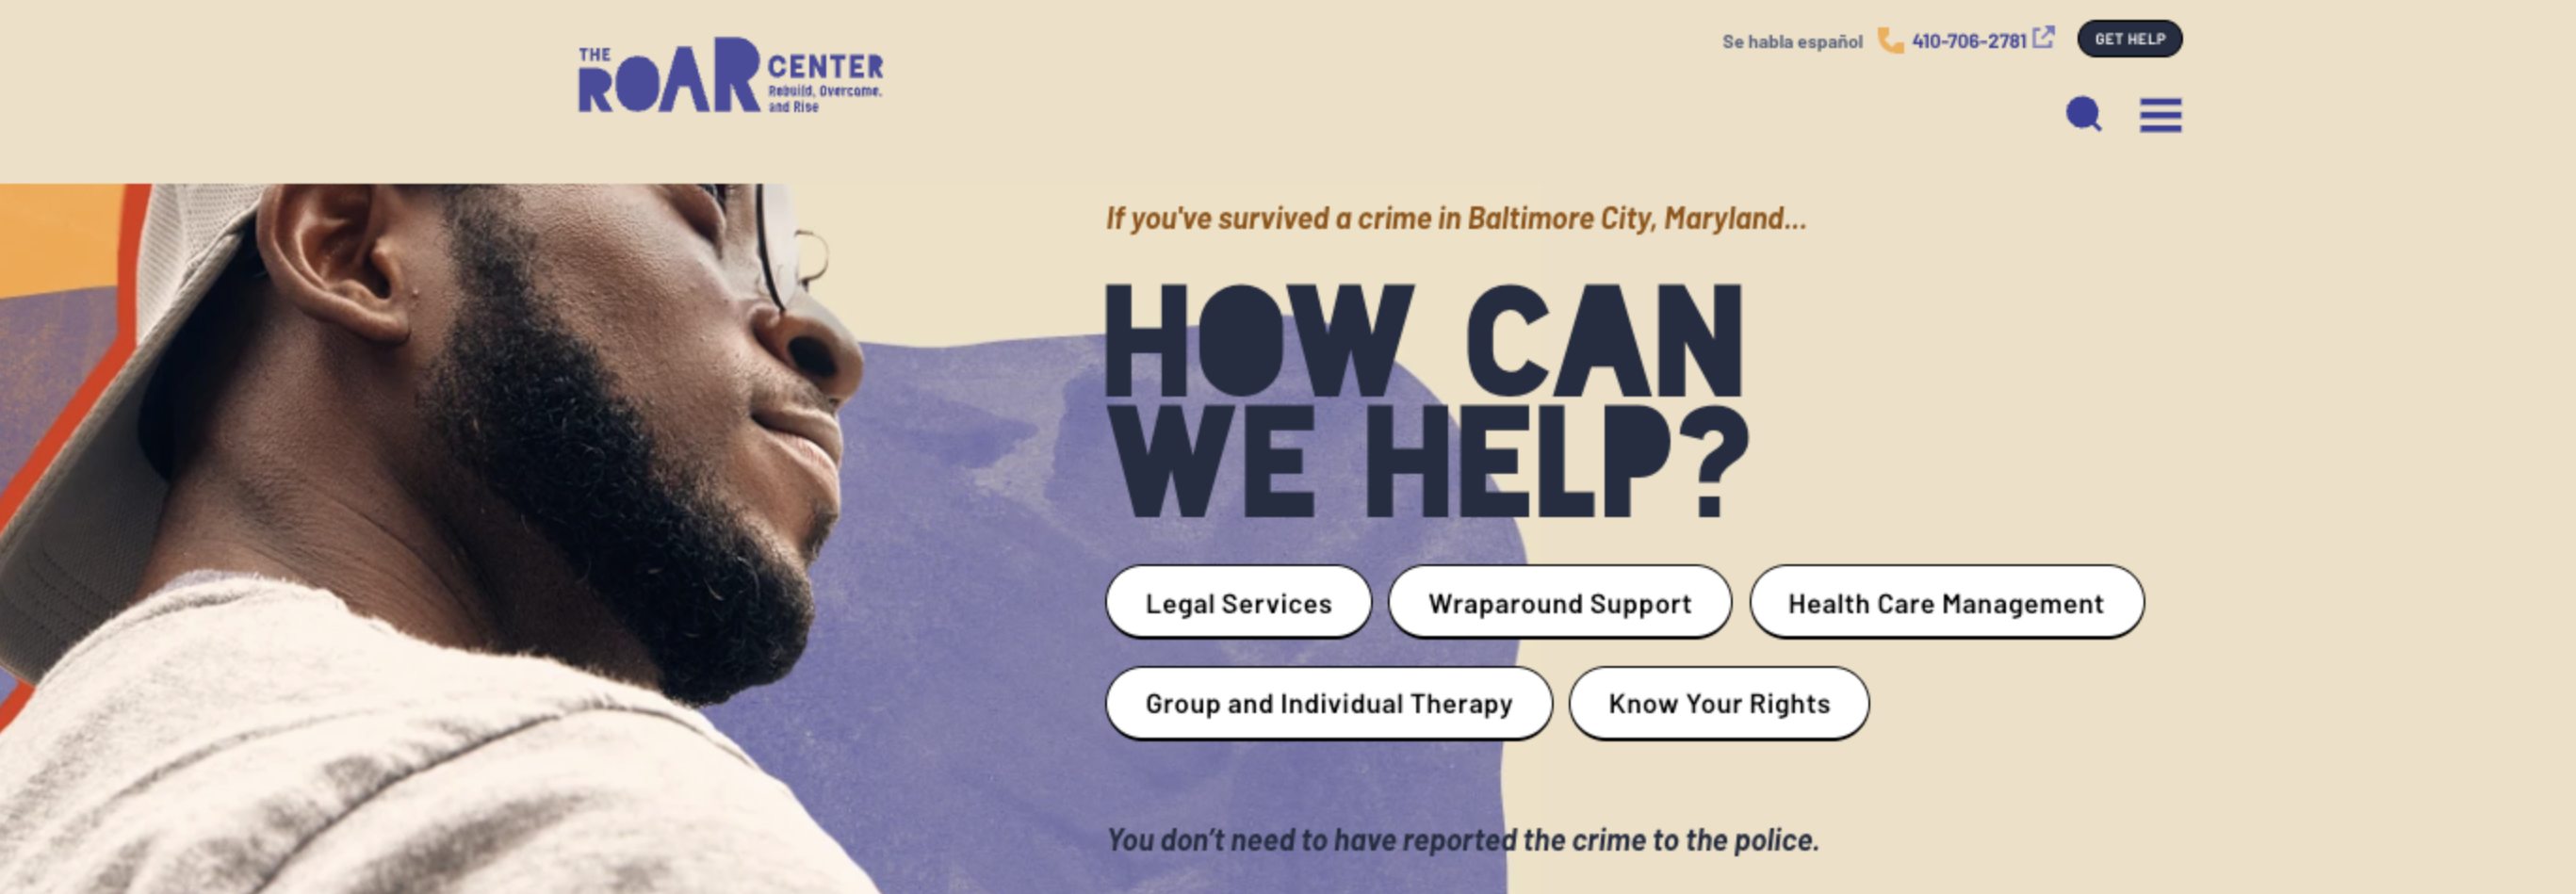 THE
ROAR CENTER
Rebuild, Overcome,
and Rise
Se habla español 410-706-2781 GET HELP
If you've survived a crime in Baltimore City, Maryland...
HOW CAN
WE HELP?
Legal Services Wraparound Support Health Care Management
Group and Individual Therapy Know Your Rights
You don’t need to have reported the crime to the police.